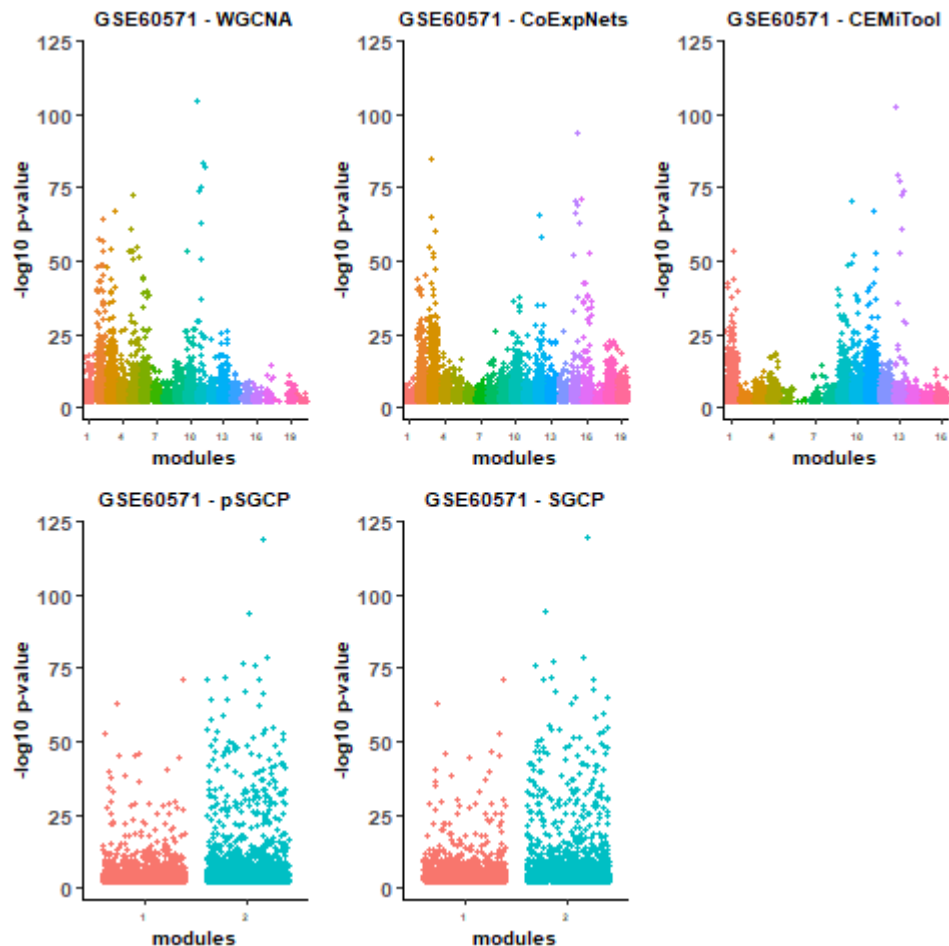 GSE60571 - WGCNA
125
100
75
50
25
0
-log10 p-value
1 4 7 10 13 16 19
modules
GSE60571 - CoExpNets
125
100
75
50
25
0
-log10 p-value
1 4 7 10 13 16 19
modules
GSE60571 - CEMiTool
125
100
75
50
25
0
-log10 p-value
1 4 7 10 13 16
modules
GSE60571 - pSGCP
125
100
75
50
25
0
-log10 p-value
1 2
modules
GSE60571 - SGCP
125
100
75
50
25
0
-log10 p-value
1 2
modules